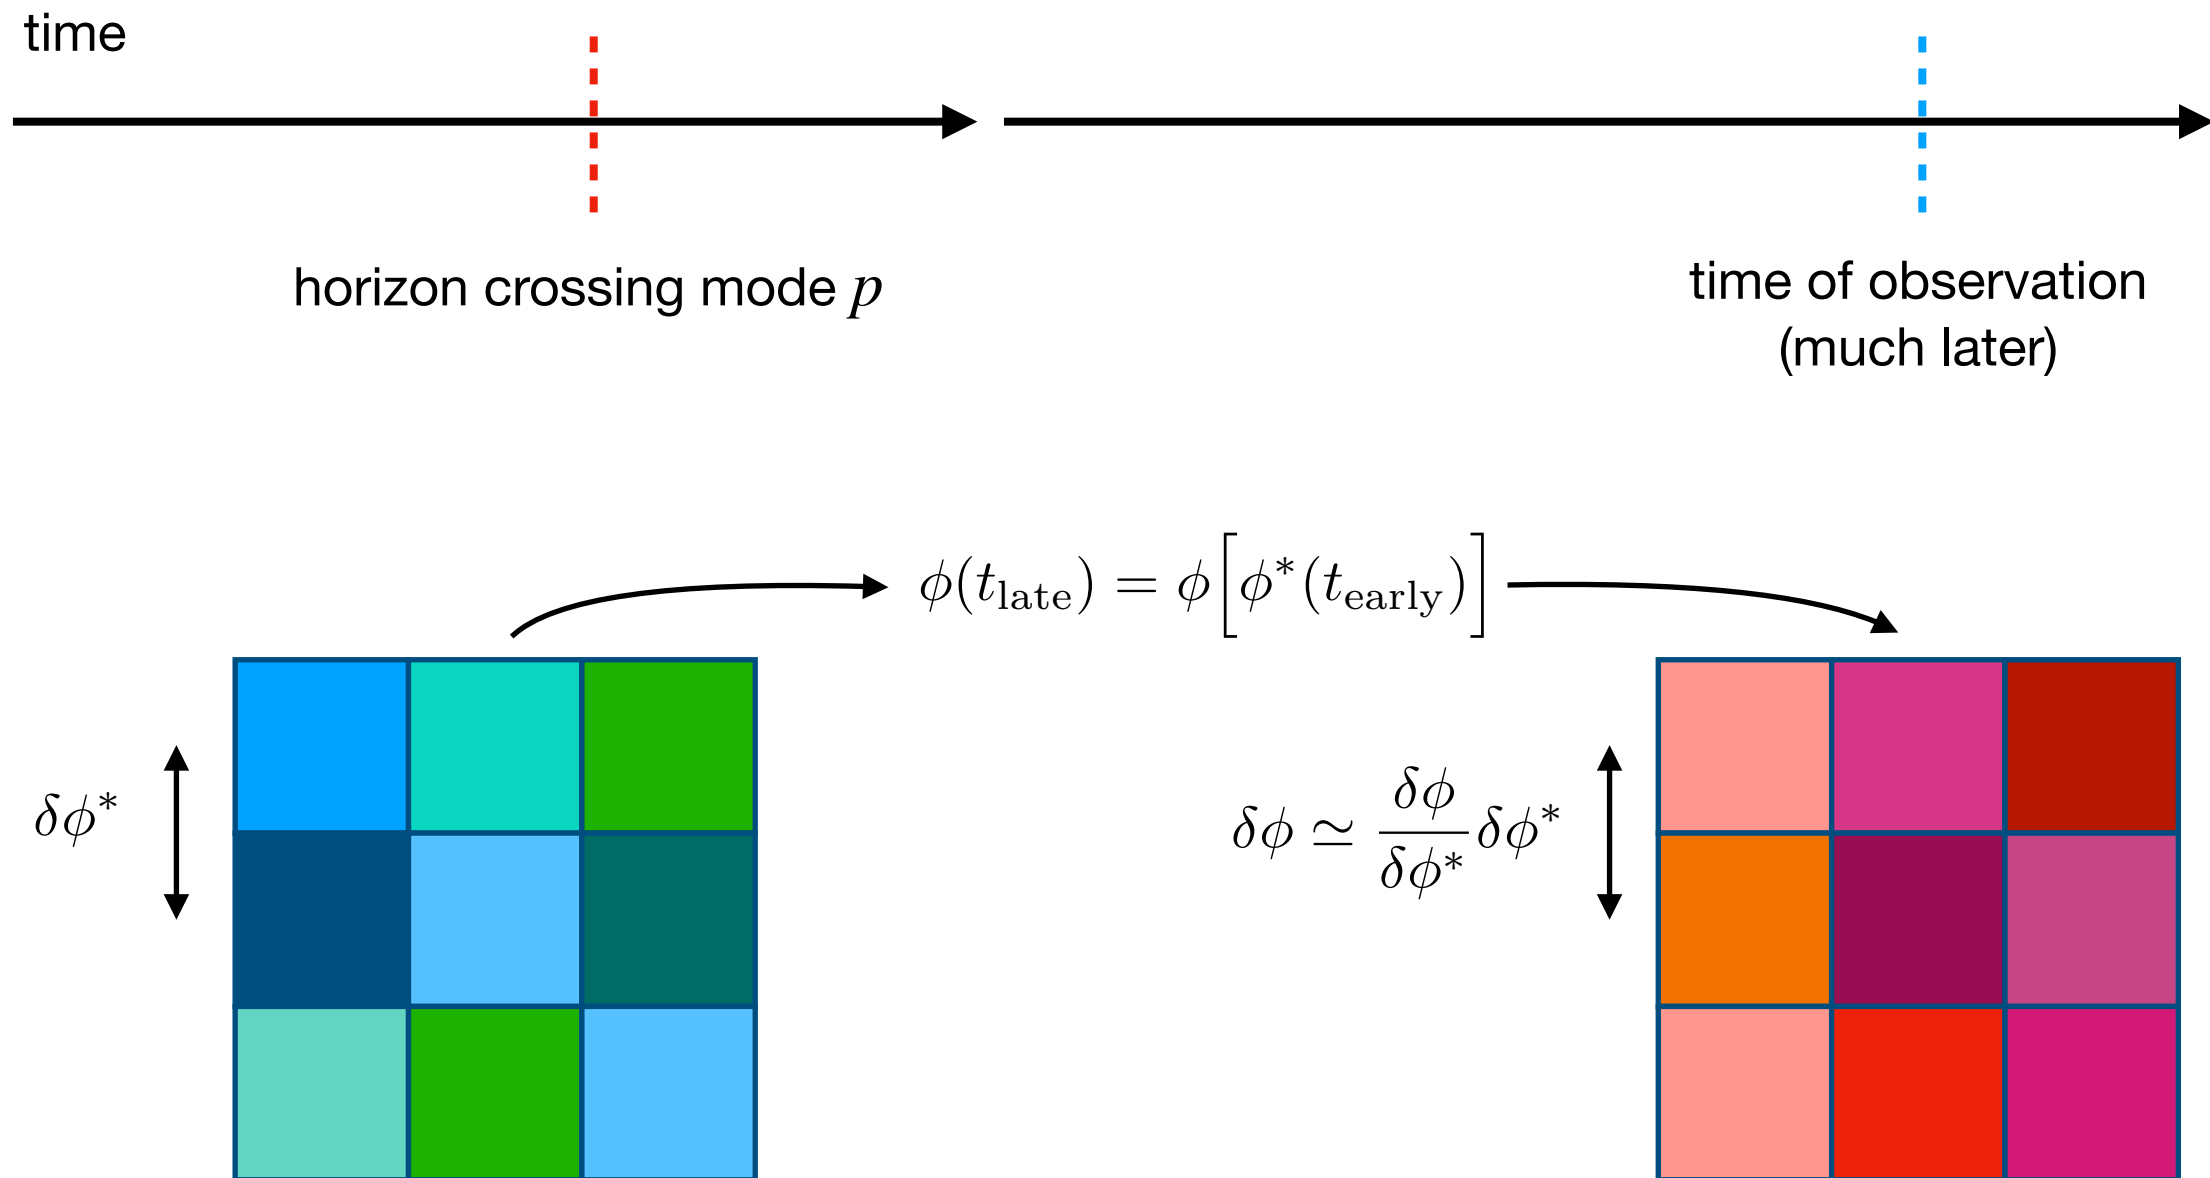 time
horizon crossing mode p
time of observation
(much later)
ϕ(t_late) = ϕ[ϕ*(t_early)]
δϕ*
δϕ ≃ δϕ/δϕ* δϕ*